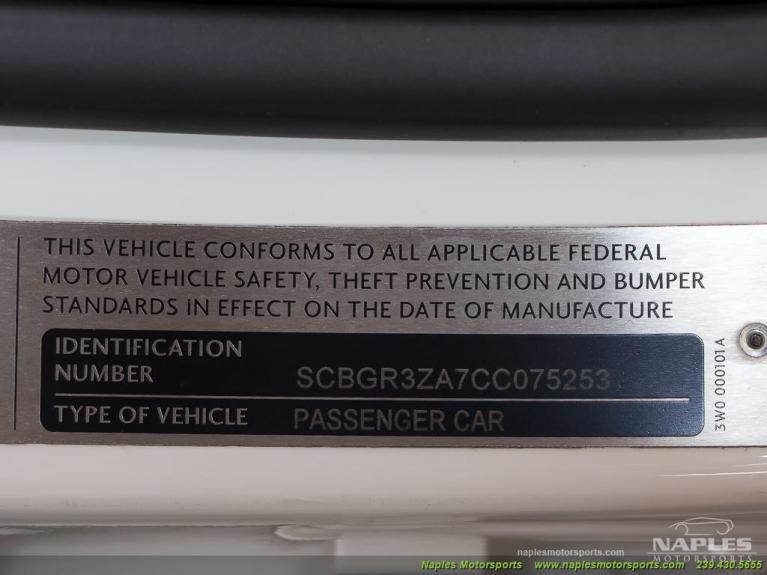 THIS VEHICLE CONFORMS TO ALL APPLICABLE FEDERAL
MOTOR VEHICLE SAFETY, THEFT PREVENTION AND BUMPER
STANDARDS IN EFFECT ON THE DATE OF MANUFACTURE
IDENTIFICATION
NUMBER SCBGR3ZA7CC075253
TYPE OF VEHICLE PASSENGER CAR
3W0 000101 A
NAPLES
MOTORSPORTS
naplesmotorsports.com
Naples Motorsports www.naplesmotorsports.com 239.430.5655